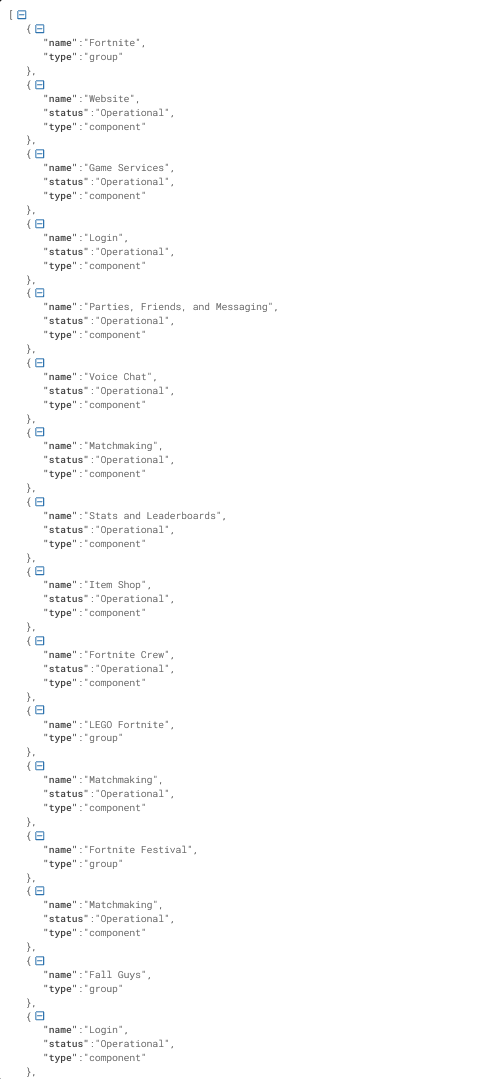 [
{
"name":"Fortnite",
"type":"group"
},
{
"name":"Website",
"status":"Operational",
"type":"component"
},
{
"name":"Game Services",
"status":"Operational",
"type":"component"
},
{
"name":"Login",
"status":"Operational",
"type":"component"
},
{
"name":"Parties, Friends, and Messaging",
"status":"Operational",
"type":"component"
},
{
"name":"Voice Chat",
"status":"Operational",
"type":"component"
},
{
"name":"Matchmaking",
"status":"Operational",
"type":"component"
},
{
"name":"Stats and Leaderboards",
"status":"Operational",
"type":"component"
},
{
"name":"Item Shop",
"status":"Operational",
"type":"component"
},
{
"name":"Fortnite Crew",
"status":"Operational",
"type":"component"
},
{
"name":"LEGO Fortnite",
"type":"group"
},
{
"name":"Matchmaking",
"status":"Operational",
"type":"component"
},
{
"name":"Fortnite Festival",
"type":"group"
},
{
"name":"Matchmaking",
"status":"Operational",
"type":"component"
},
{
"name":"Fall Guys",
"type":"group"
},
{
"name":"Login",
"status":"Operational",
"type":"component"
},